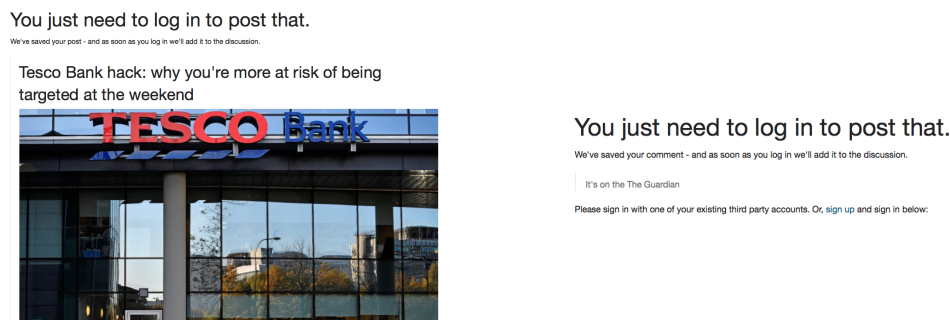 You just need to log in to post that.
We've saved your post - and as soon as you log in we'll add it to the discussion.
Tesco Bank hack: why you're more at risk of being
targeted at the weekend
TESCO Bank
You just need to log in to post that.
We've saved your comment - and as soon as you log in we'll add it to the discussion.
It's on the The Guardian
Please sign in with one of your existing third party accounts. Or, sign up and sign in below: